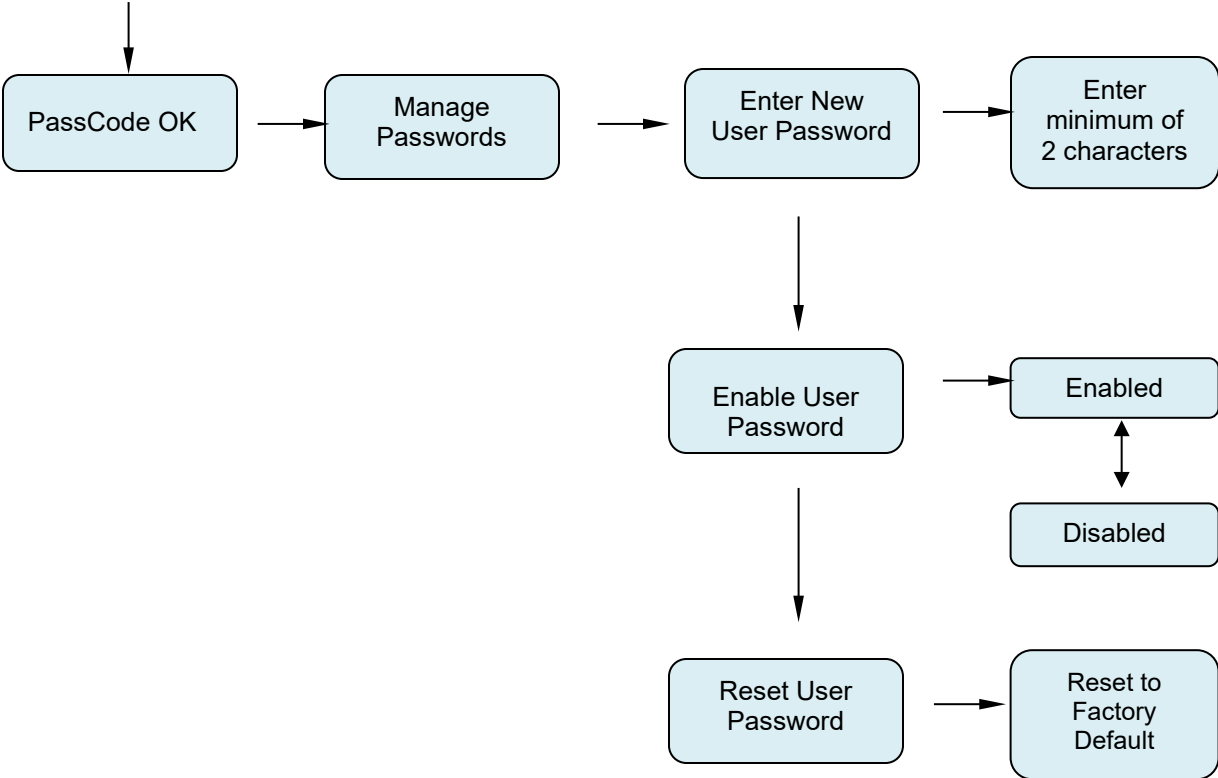 PassCode OK
Manage
Passwords
Enter New
User Password
Enter
minimum of
2 characters
Enable User
Password
Enabled
Disabled
Reset User
Password
Reset to
Factory
Default